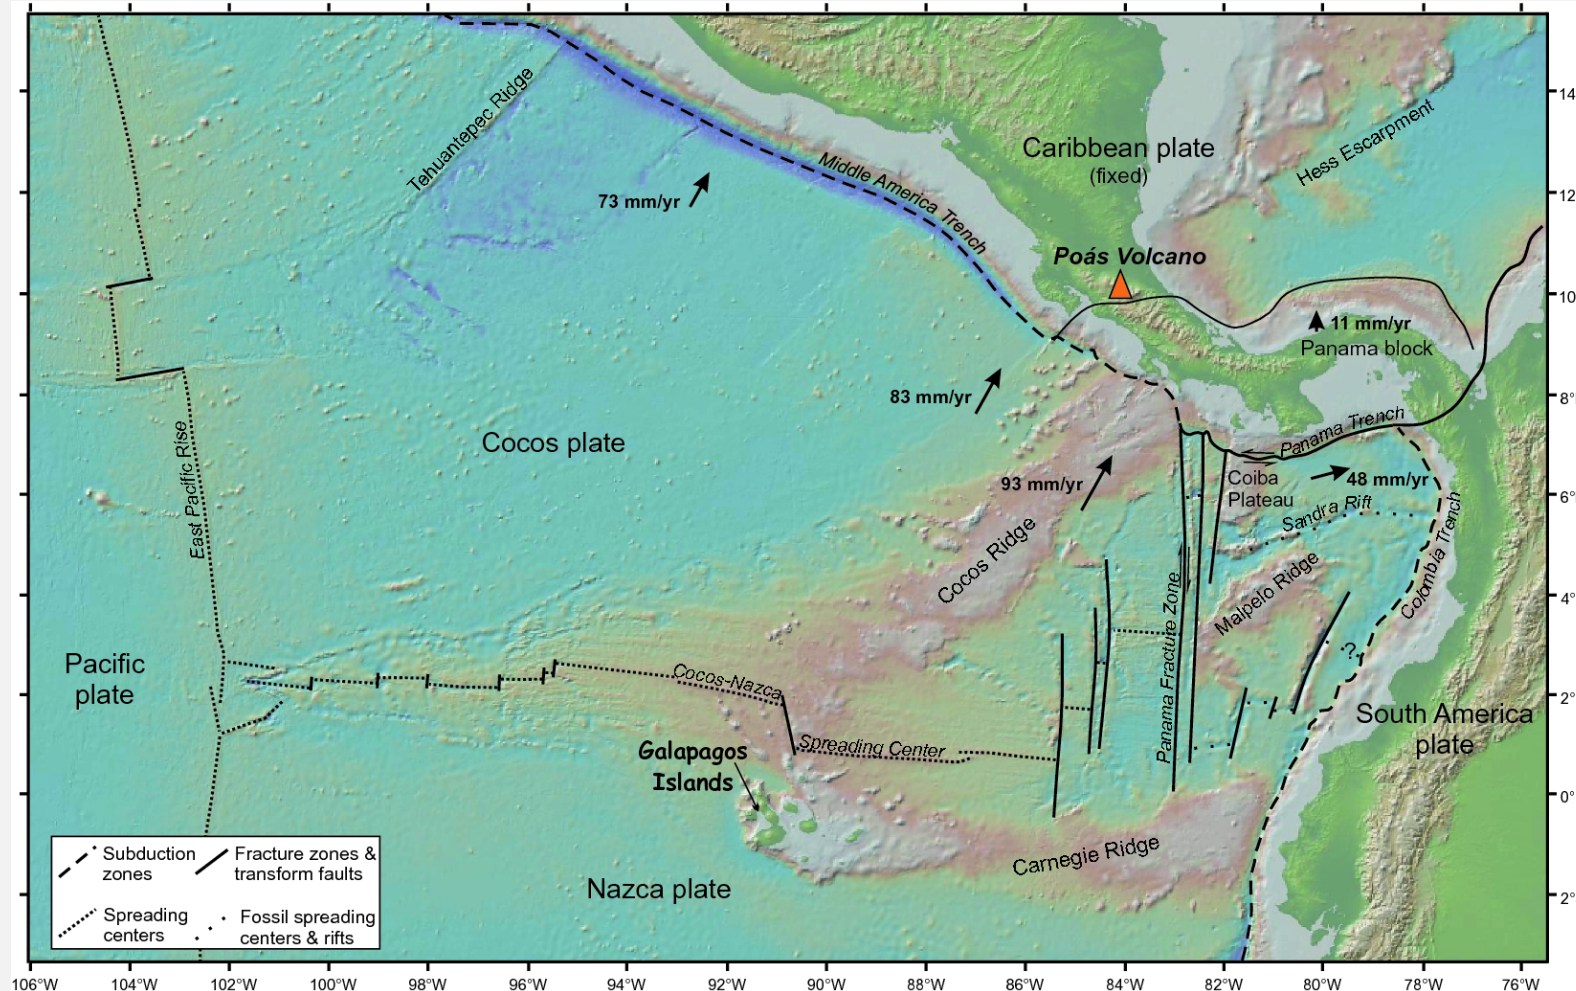 Tehuantepec Ridge
Middle America Trench
Caribbean plate
(fixed)
Hess Escarpment
73 mm/yr
Poás Volcano
11 mm/yr
Panama block
83 mm/yr
Cocos plate
East Pacific Rise
Panama Trench
93 mm/yr
Coiba
Plateau
48 mm/yr
Sandra Rift
Cocos Ridge
Colombia Trench
Malpelo Ridge
Panama Fracture Zone
?
Pacific
plate
Cocos-Nazca
Spreading Center
South America
plate
Galapagos
Islands
Carnegie Ridge
Nazca plate
Subduction
zones
Fracture zones &
transform faults
Spreading
centers
Fossil spreading
centers & rifts
14
12
10
8°
6°
4°
2°
0°
2°
106°W 104°W 102°W 100°W 98°W 96°W 94°W 92°W 90°W 88°W 86°W 84°W 82°W 80°W 78°W 76°W